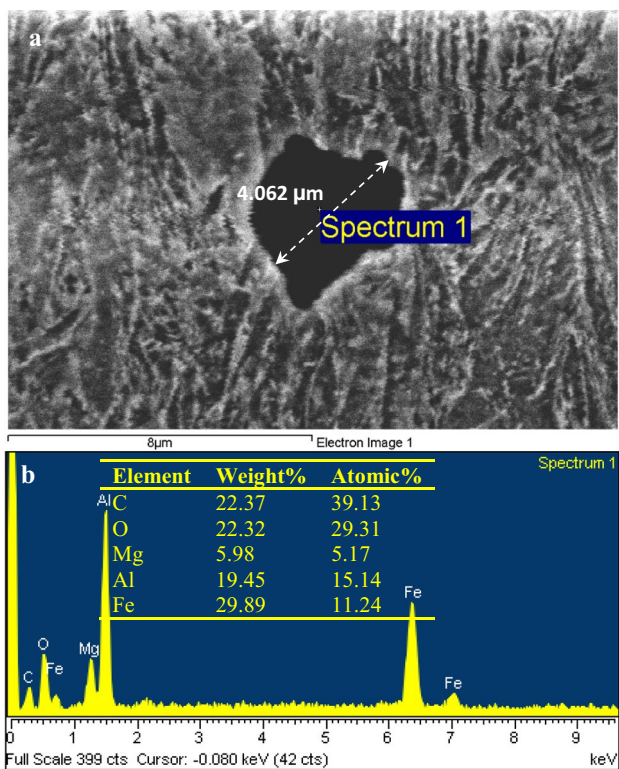 a
4.062 µm
Spectrum 1
8µm
Electron Image 1
b
Spectrum 1
Element Weight% Atomic%
C 22.37 39.13
O 22.32 29.31
Mg 5.98 5.17
Al 19.45 15.14
Fe 29.89 11.24
Al
Fe
O
Mg
Fe
C
Fe
0 1 2 3 4 5 6 7 8 9
Full Scale 399 cts Cursor: -0.080 keV (42 cts)
keV